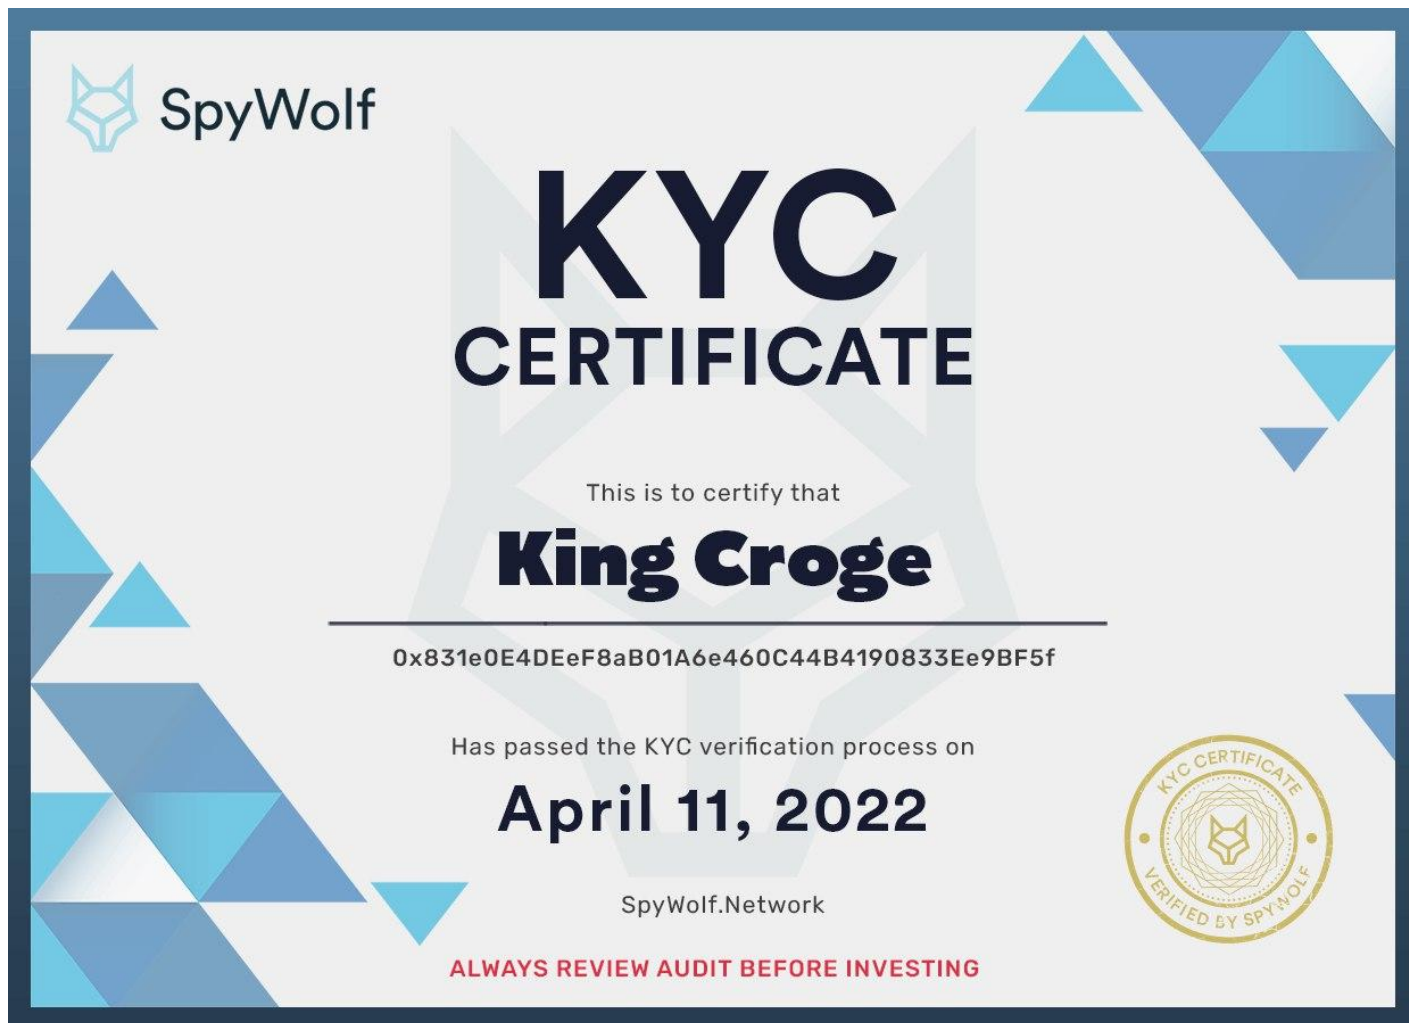 SpyWolf
KYC
CERTIFICATE
This is to certify that
King Croge
0x831e0E4DEeF8aB01A6e460C44B4190833Ee9BF5f
Has passed the KYC verification process on
April 11, 2022
KYC CERTIFICATE
VERIFIED BY SPYWOLF
SpyWolf.Network
ALWAYS REVIEW AUDIT BEFORE INVESTING